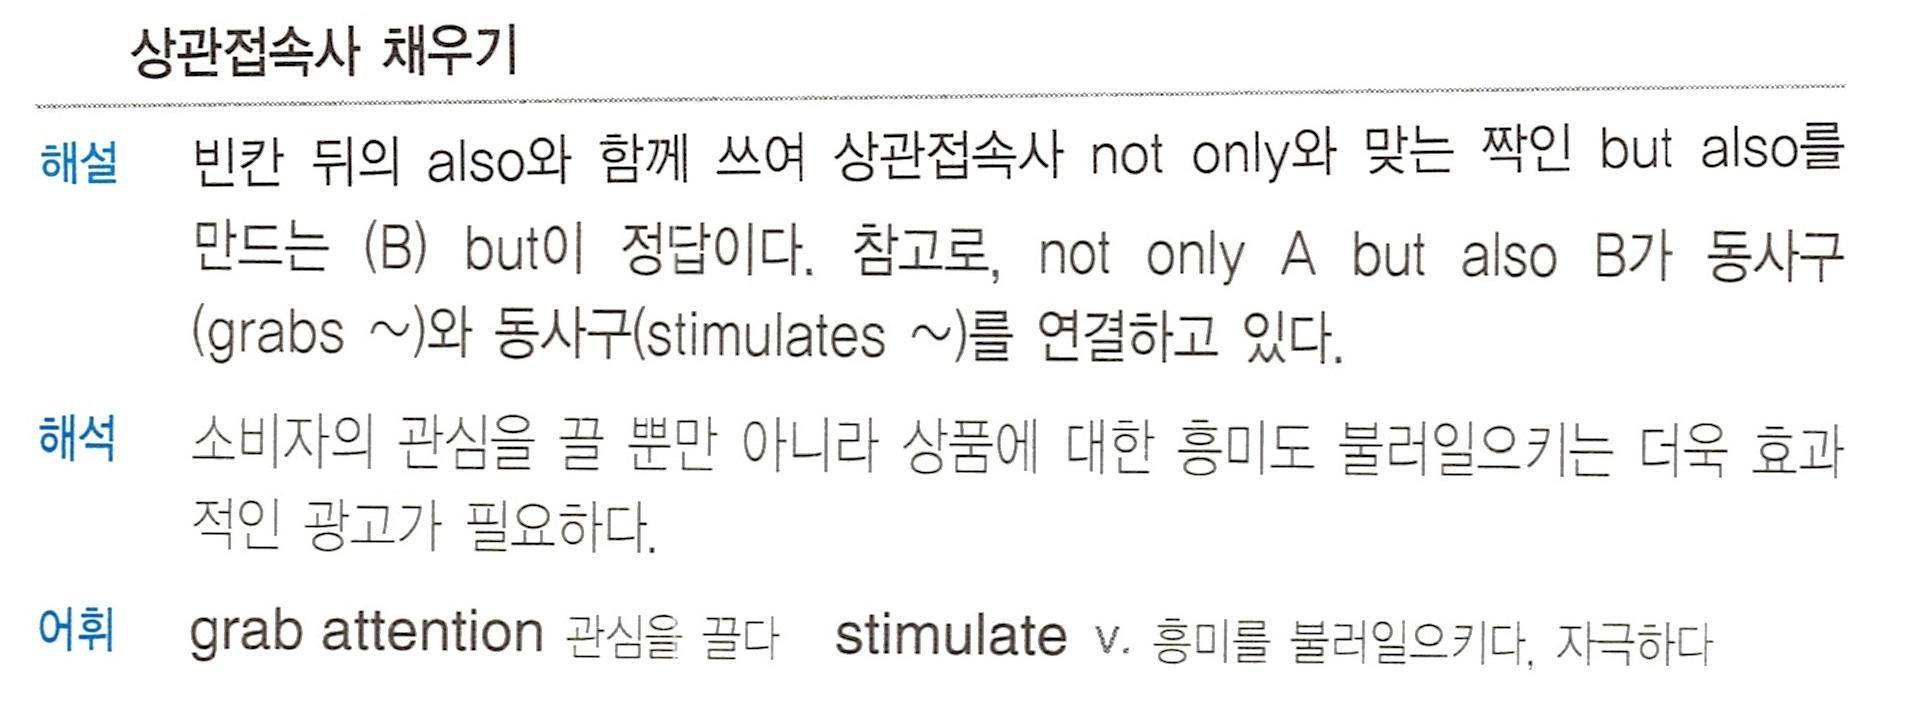 상관접속사 채우기
해설 빈칸 뒤의 also와 함께 쓰여 상관접속사 not only와 맞는 짝인 but also를
만드는 (B) but이 정답이다. 참고로, not only A but also B가 동사구
(grabs ~)와 동사구(stimulates ~)를 연결하고 있다.
해석 소비자의 관심을 끌 뿐만 아니라 상품에 대한 흥미도 불러일으키는 더욱 효과
적인 광고가 필요하다.
어휘 grab attention 관심을 끌다 stimulate v. 흥미를 불러일으키다, 자극하다